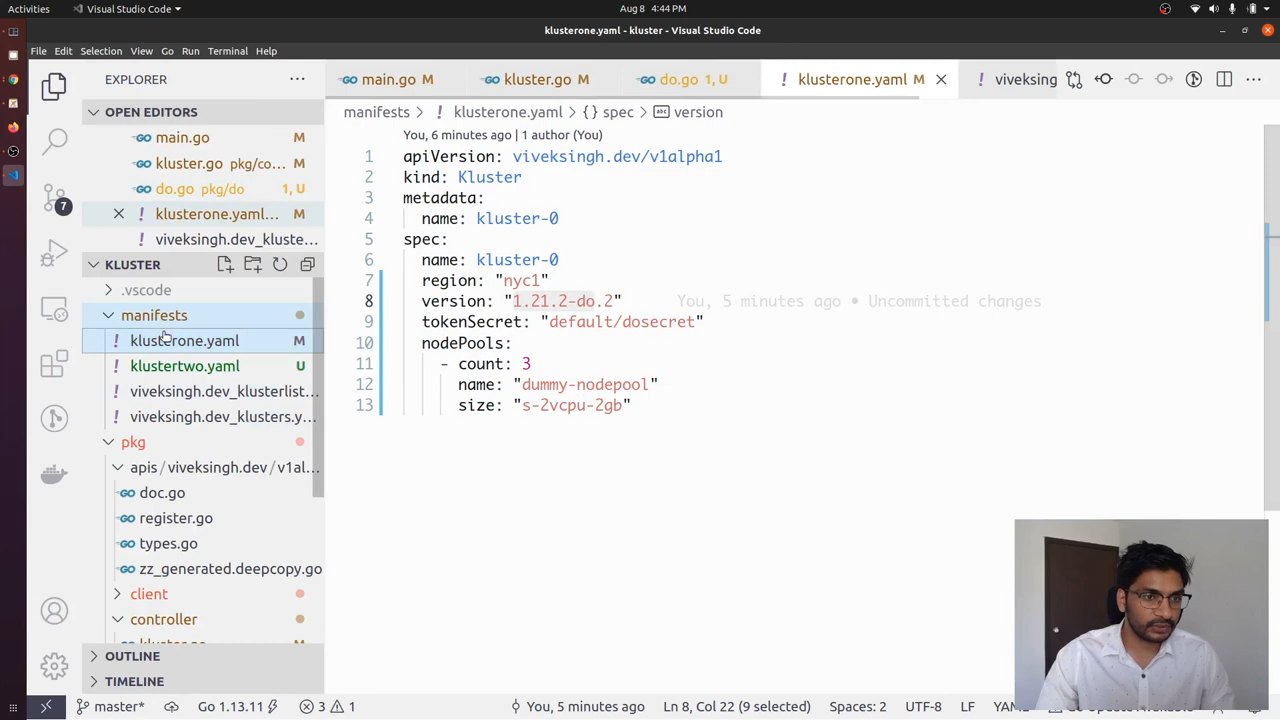 Activities
Visual Studio Code
Aug 8 4:44 PM
klusterone.yaml - kluster - Visual Studio Code
File Edit Selection View Go Run Terminal Help
EXPLORER
OPEN EDITORS
main.go M
kluster.go pkg/co... M
do.go pkg/do 1, U
klusterone.yaml... M
viveksingh.dev_kluste...
KLUSTER
.vscode
manifests
klusterone.yaml M
klustertwo.yaml U
viveksingh.dev_klusterlist...
viveksingh.dev_klusters.y...
pkg
apis/viveksingh.dev/v1al...
doc.go
register.go
types.go
zz_generated.deepcopy.go
client
controller
kluster.go M
OUTLINE
TIMELINE
7
main.go M
kluster.go M
do.go 1, U
klusterone.yaml M
viveksing
manifests > klusterone.yaml > {} spec > abc version
You, 6 minutes ago | 1 author (You)
1 apiVersion: viveksingh.dev/v1alpha1
2 kind: Kluster
3 metadata:
4 name: kluster-0
5 spec:
6 name: kluster-0
7 region: "nyc1"
8 version: "1.21.2-do.2" You, 5 minutes ago • Uncommitted changes
9 tokenSecret: "default/dosecret"
10 nodePools:
11 - count: 3
12 name: "dummy-nodepool"
13 size: "s-2vcpu-2gb"
master*
Go 1.13.11
3 1
You, 5 minutes ago
Ln 8, Col 22 (9 selected)
Spaces: 2
UTF-8
LF
YAML